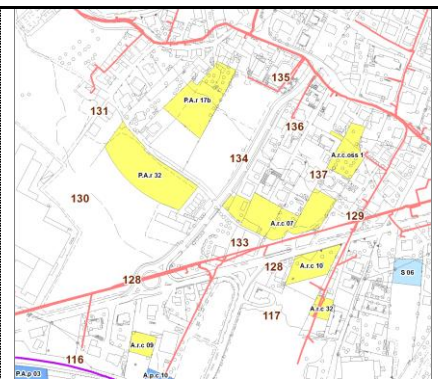 135
P.A.r 17b
131
136
A.r.c.oss 1
134
137
P.A.r 32
130
129
A.r.c 07
133
128
A.r.c 10
S 06
128
117
A.r.c 32
A.r.c 09
116
P.A.p 03
A.p.c 10